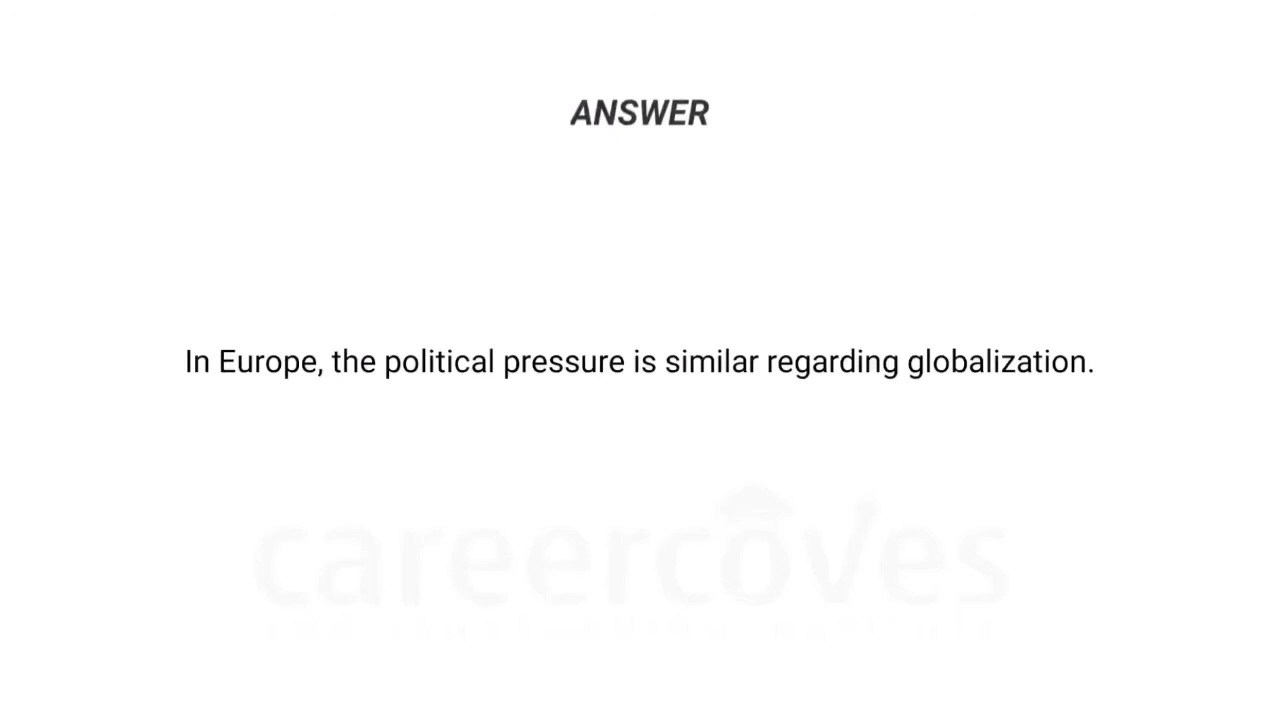 ANSWER
In Europe, the political pressure is similar regarding globalization.
careercoves